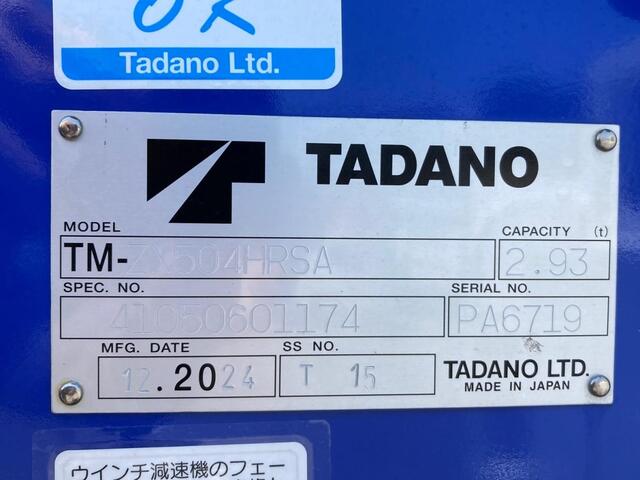 OK
Tadano Ltd.
TADANO
MODEL
CAPACITY (t)
TM-ZX504HRSA
2.93
SPEC. NO.
SERIAL NO.
41050601174
PA6719
MFG. DATE
SS NO.
12.2024
T 15
TADANO LTD.
MADE IN JAPAN
ウインチ減速機のフェー